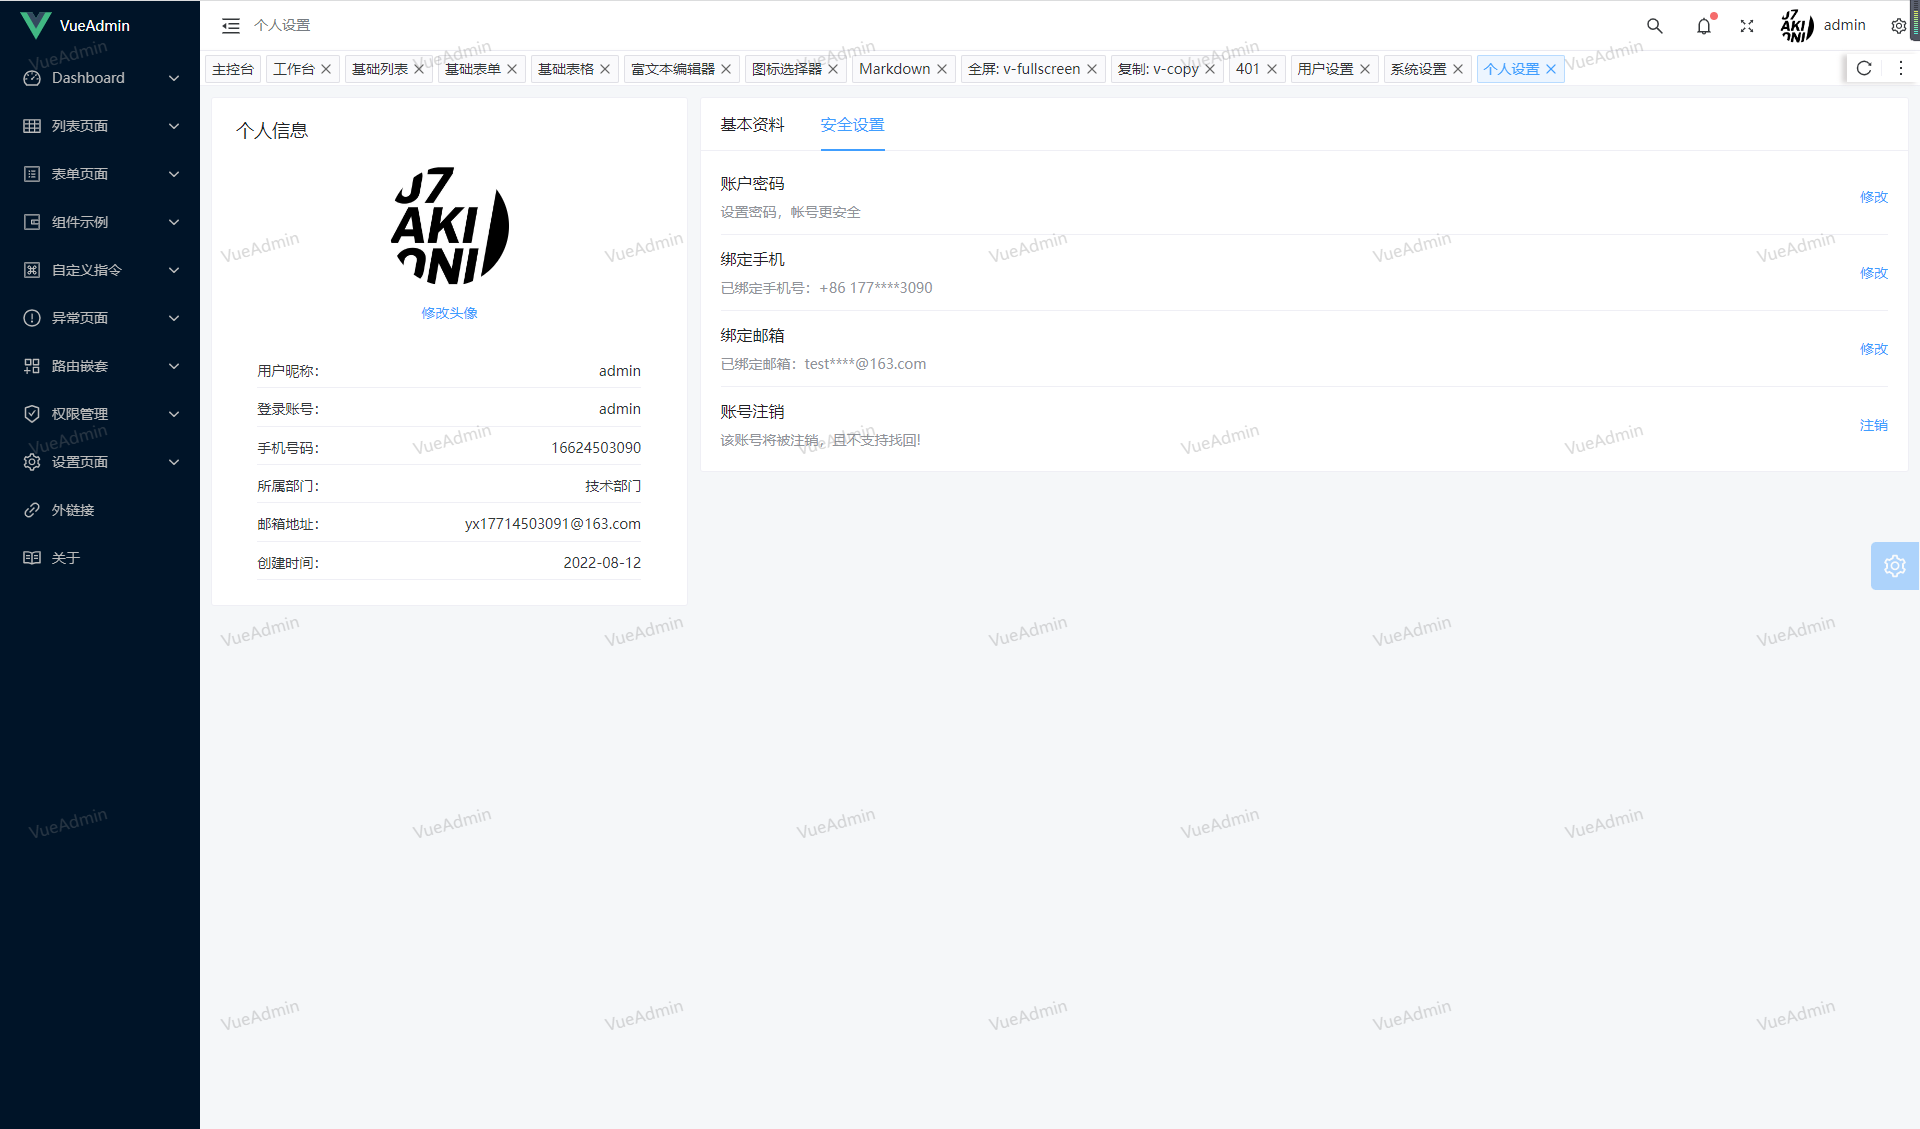 VueAdmin
个人设置
admin
主控台
工作台
基础列表
基础表单
基础表格
富文本编辑器
图标选择器
Markdown
全屏: v-fullscreen
复制: v-copy
401
用户设置
系统设置
个人设置
Dashboard
列表页面
表单页面
组件示例
自定义指令
异常页面
路由嵌套
权限管理
设置页面
外链接
关于
个人信息
J7
AKI
ONI
修改头像
用户昵称：
admin
登录账号：
admin
手机号码：
16624503090
所属部门：
技术部门
邮箱地址：
yx17714503091@163.com
创建时间：
2022-08-12
基本资料
安全设置
账户密码
设置密码，帐号更安全
修改
绑定手机
已绑定手机号：+86 177****3090
修改
绑定邮箱
已绑定邮箱：test****@163.com
修改
账号注销
该账号将被注销，且不支持找回!
注销
VueAdmin